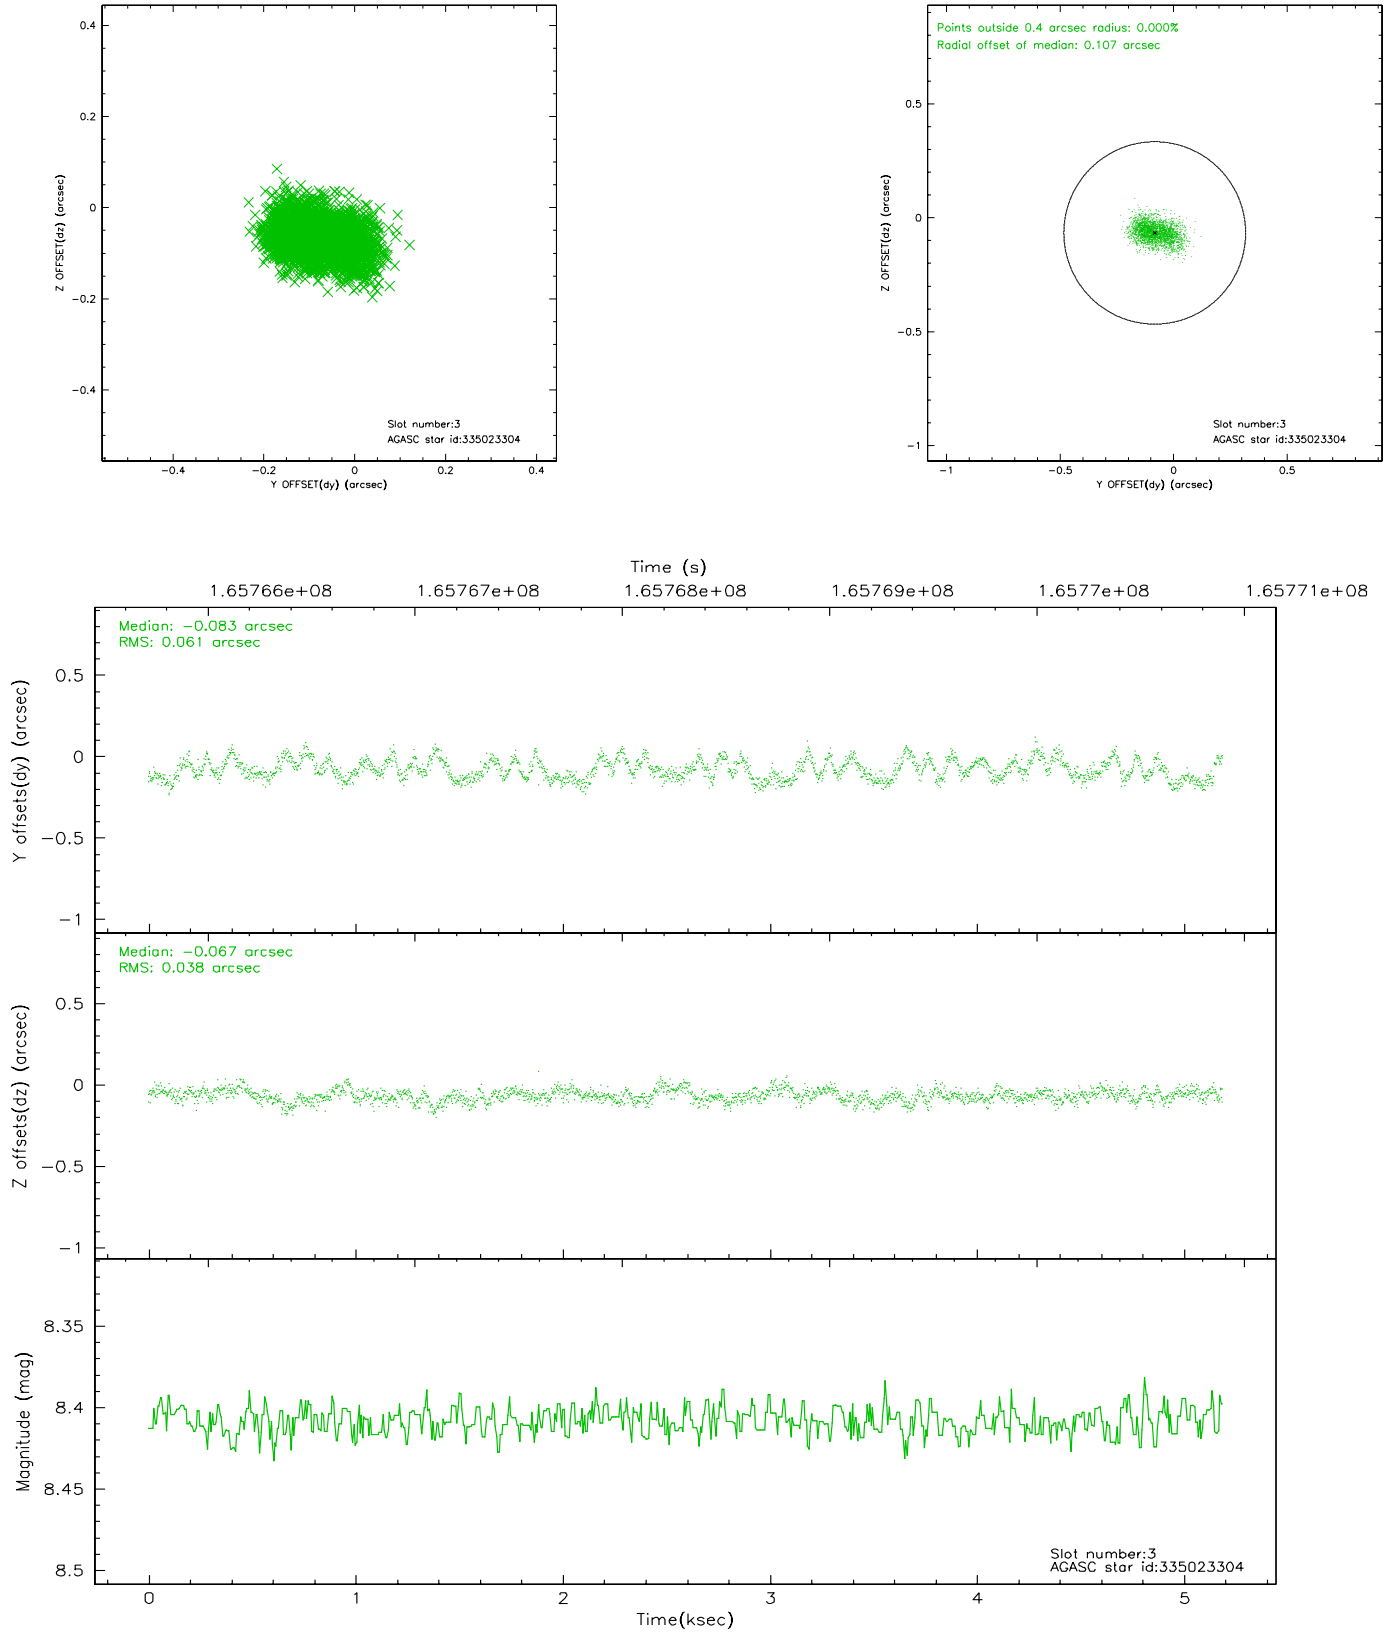 0.4
0.2
0
−0.2
−0.4
Z OFFSET(dz) (arcsec)
Slot number:3
AGASC star id:335023304
−0.4 −0.2 0 0.2 0.4
Y OFFSET(dy) (arcsec)
Points outside 0.4 arcsec radius: 0.000%
Radial offset of median: 0.107 arcsec
0.5
0
−0.5
−1
Z OFFSET(dz) (arcsec)
Slot number:3
AGASC star id:335023304
−1 −0.5 0 0.5
Y OFFSET(dy) (arcsec)
Time (s)
1.65766e+08 1.65767e+08 1.65768e+08 1.65769e+08 1.6577e+08 1.65771e+08
Median: −0.083 arcsec
RMS: 0.061 arcsec
0.5
0
−0.5
−1
Y offsets(dy) (arcsec)
Median: −0.067 arcsec
RMS: 0.038 arcsec
0.5
0
−0.5
−1
Z offsets(dz) (arcsec)
8.35
8.4
8.45
8.5
Magnitude (mag)
Slot number:3
AGASC star id:335023304
0 1 2 3 4 5
Time(ksec)